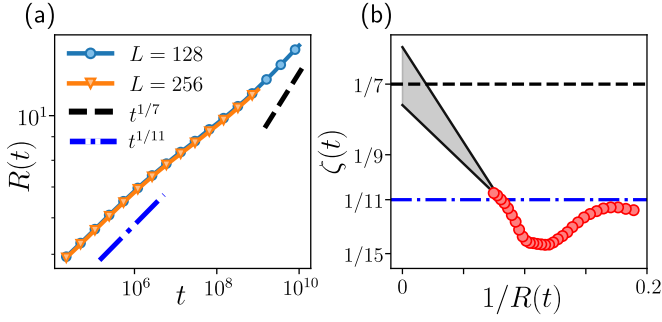 (a)
L = 128
L = 256
t^{1/7}
t^{1/11}
10^1
R(t)
10^6
10^8
10^{10}
t
(b)
1/7
1/9
1/11
1/15
ζ(t)
0
0.2
1/R(t)